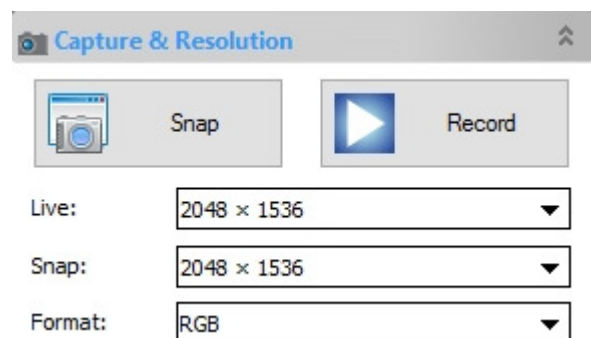 Capture & Resolution
Snap Record
Live: 2048 × 1536
Snap: 2048 × 1536
Format: RGB